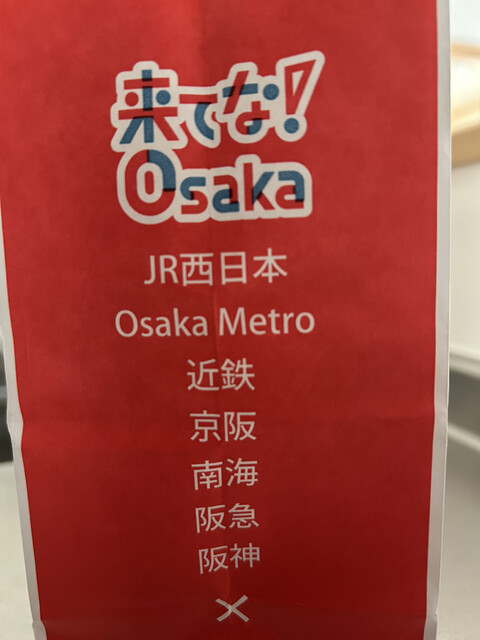 来てな!
Osaka
JR西日本
Osaka Metro
近鉄
京阪
南海
阪急
阪神
×